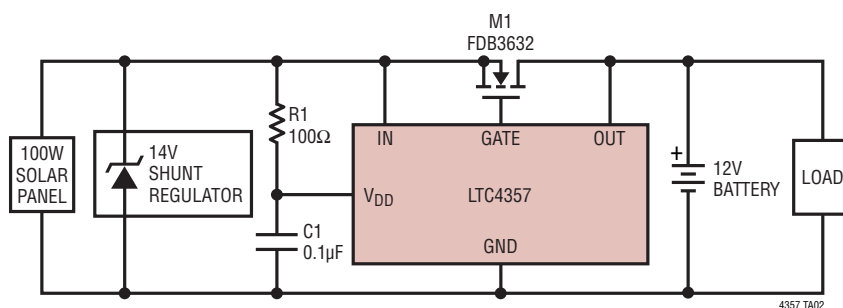 M1
FDB3632
R1
100Ω
IN
GATE
OUT
100W
SOLAR
PANEL
14V
SHUNT
REGULATOR
+
12V
BATTERY
LOAD
VDD
LTC4357
C1
0.1µF
GND
4357 TA02